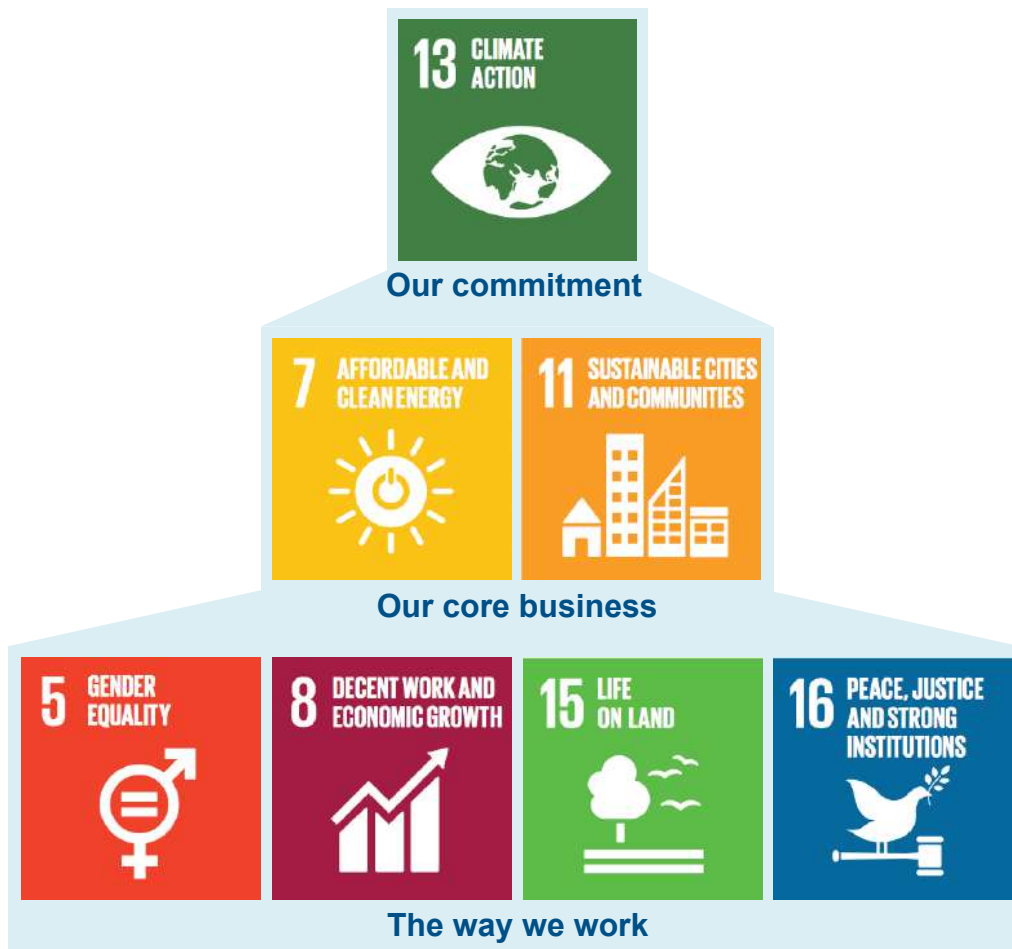 13 CLIMATE
ACTION
Our commitment
7 AFFORDABLE AND
CLEAN ENERGY
11 SUSTAINABLE CITIES
AND COMMUNITIES
Our core business
5 GENDER
EQUALITY
8 DECENT WORK AND
ECONOMIC GROWTH
15 LIFE
ON LAND
16 PEACE, JUSTICE
AND STRONG
INSTITUTIONS
The way we work